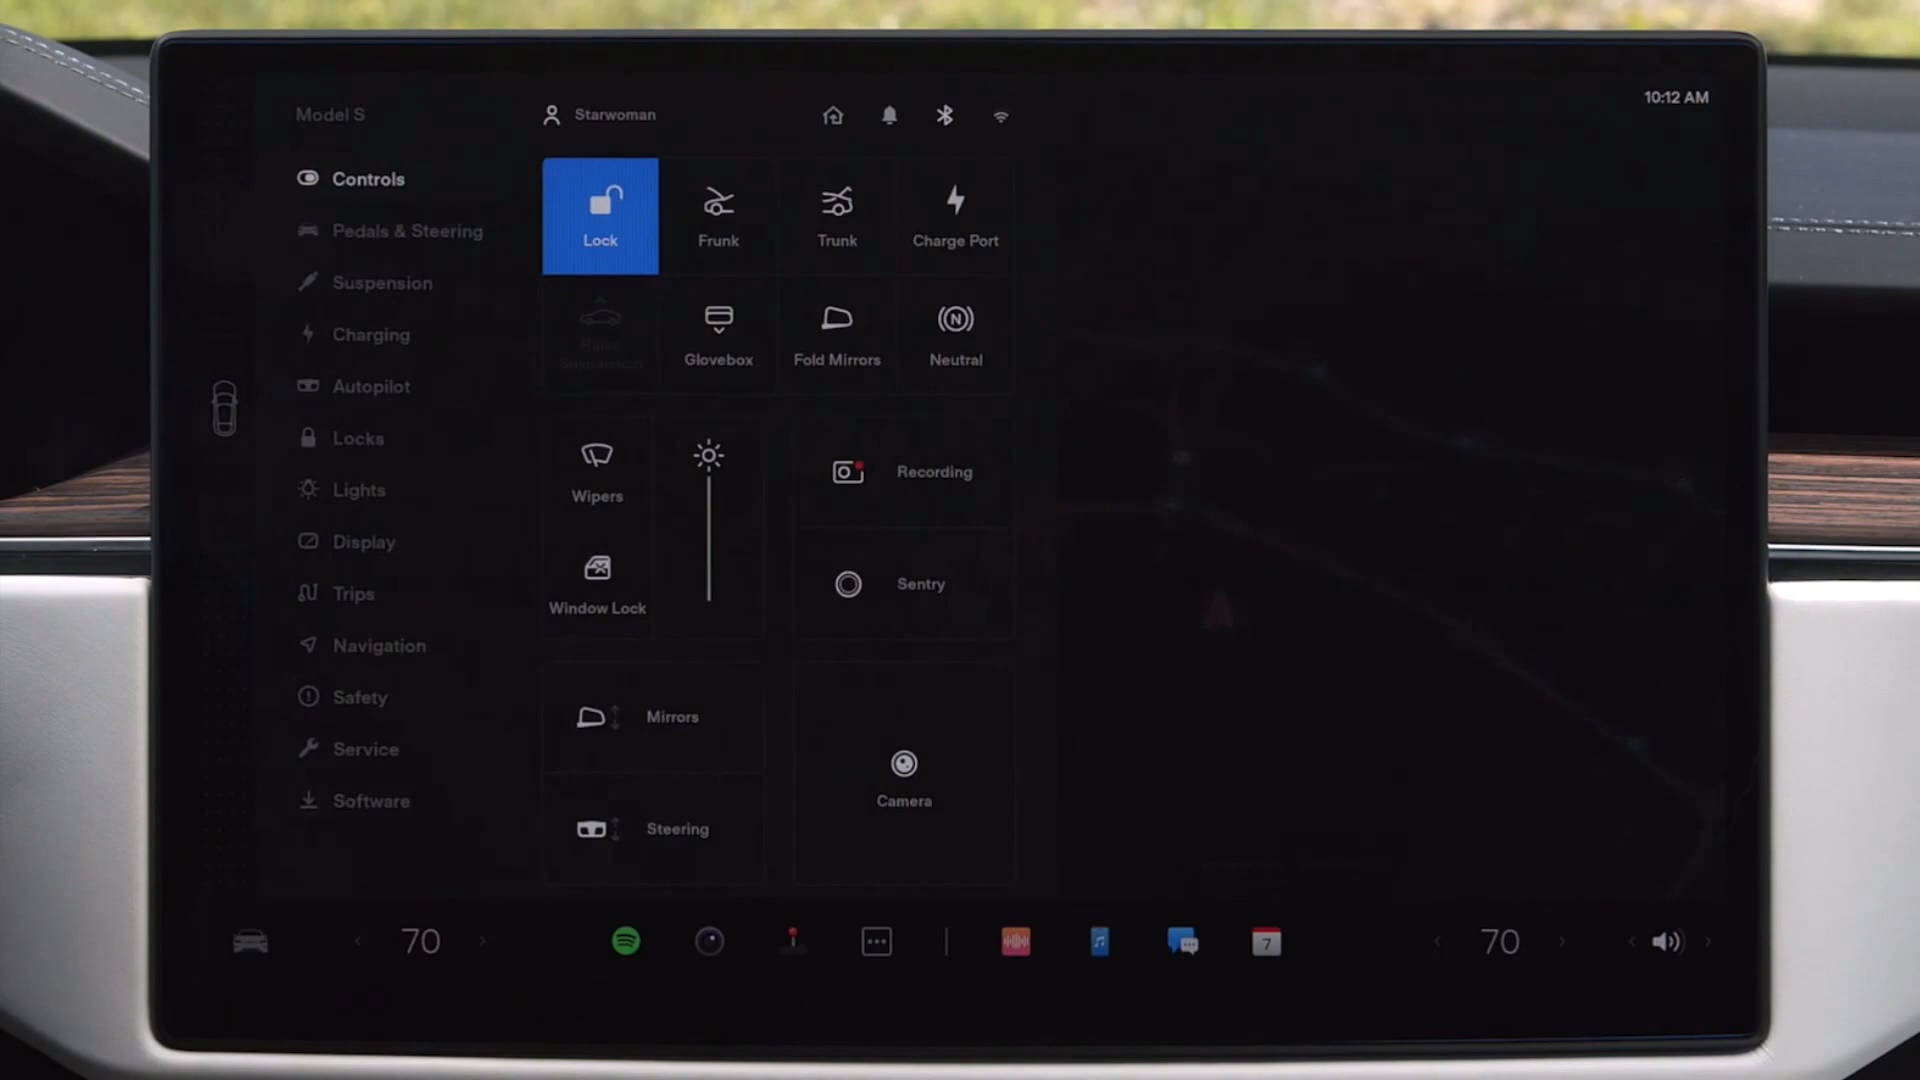 10:12 AM
Model S
Starwoman
Controls
Pedals & Steering
Suspension
Charging
Autopilot
Locks
Lights
Display
Trips
Navigation
Safety
Service
Software
Lock
Frunk
Trunk
Charge Port
Raise
Suspension
Glovebox
Fold Mirrors
N
Neutral
Wipers
Window Lock
Recording
Sentry
Mirrors
Steering
Camera
70
7
70